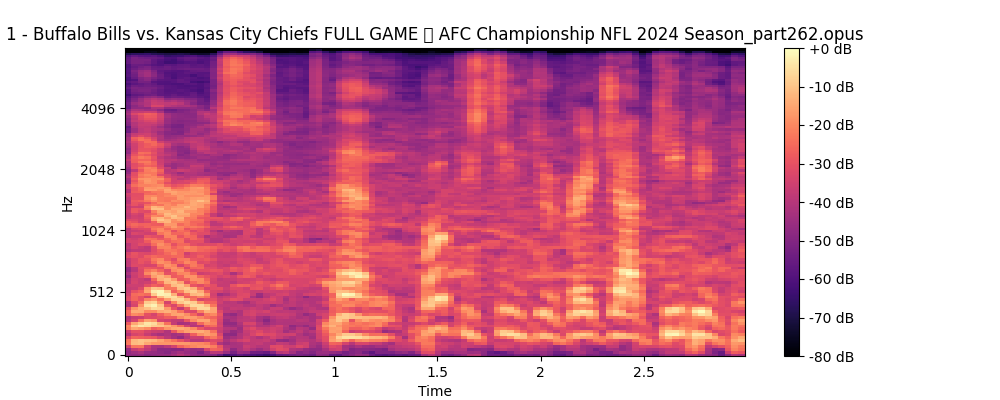 1 - Buffalo Bills vs. Kansas City Chiefs FULL GAME ▯ AFC Championship NFL 2024 Season_part262.opus
+0 dB
-10 dB
-20 dB
-30 dB
-40 dB
-50 dB
-60 dB
-70 dB
-80 dB
4096
2048
1024
512
0
Hz
0
0.5
1
1.5
2
2.5
Time